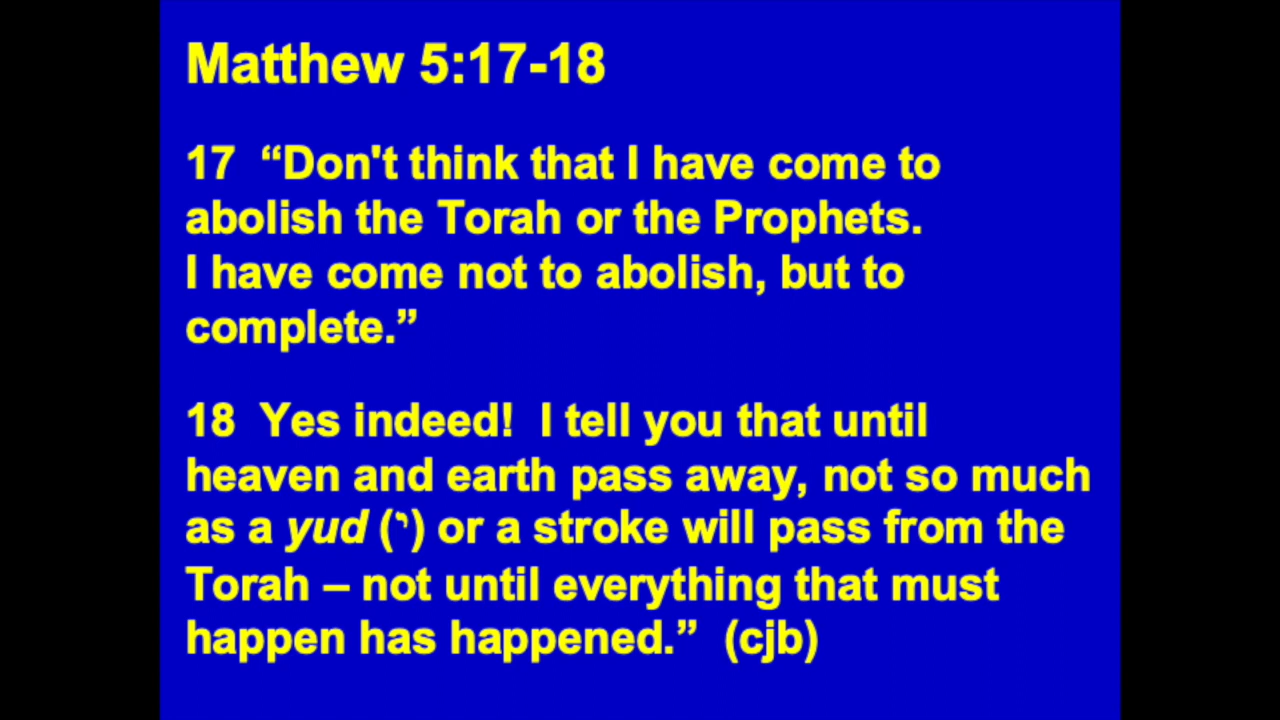 Matthew 5:17-18
17 “Don't think that I have come to
abolish the Torah or the Prophets.
I have come not to abolish, but to
complete.”
18 Yes indeed! I tell you that until
heaven and earth pass away, not so much
as a yud (י) or a stroke will pass from the
Torah – not until everything that must
happen has happened.” (cjb)